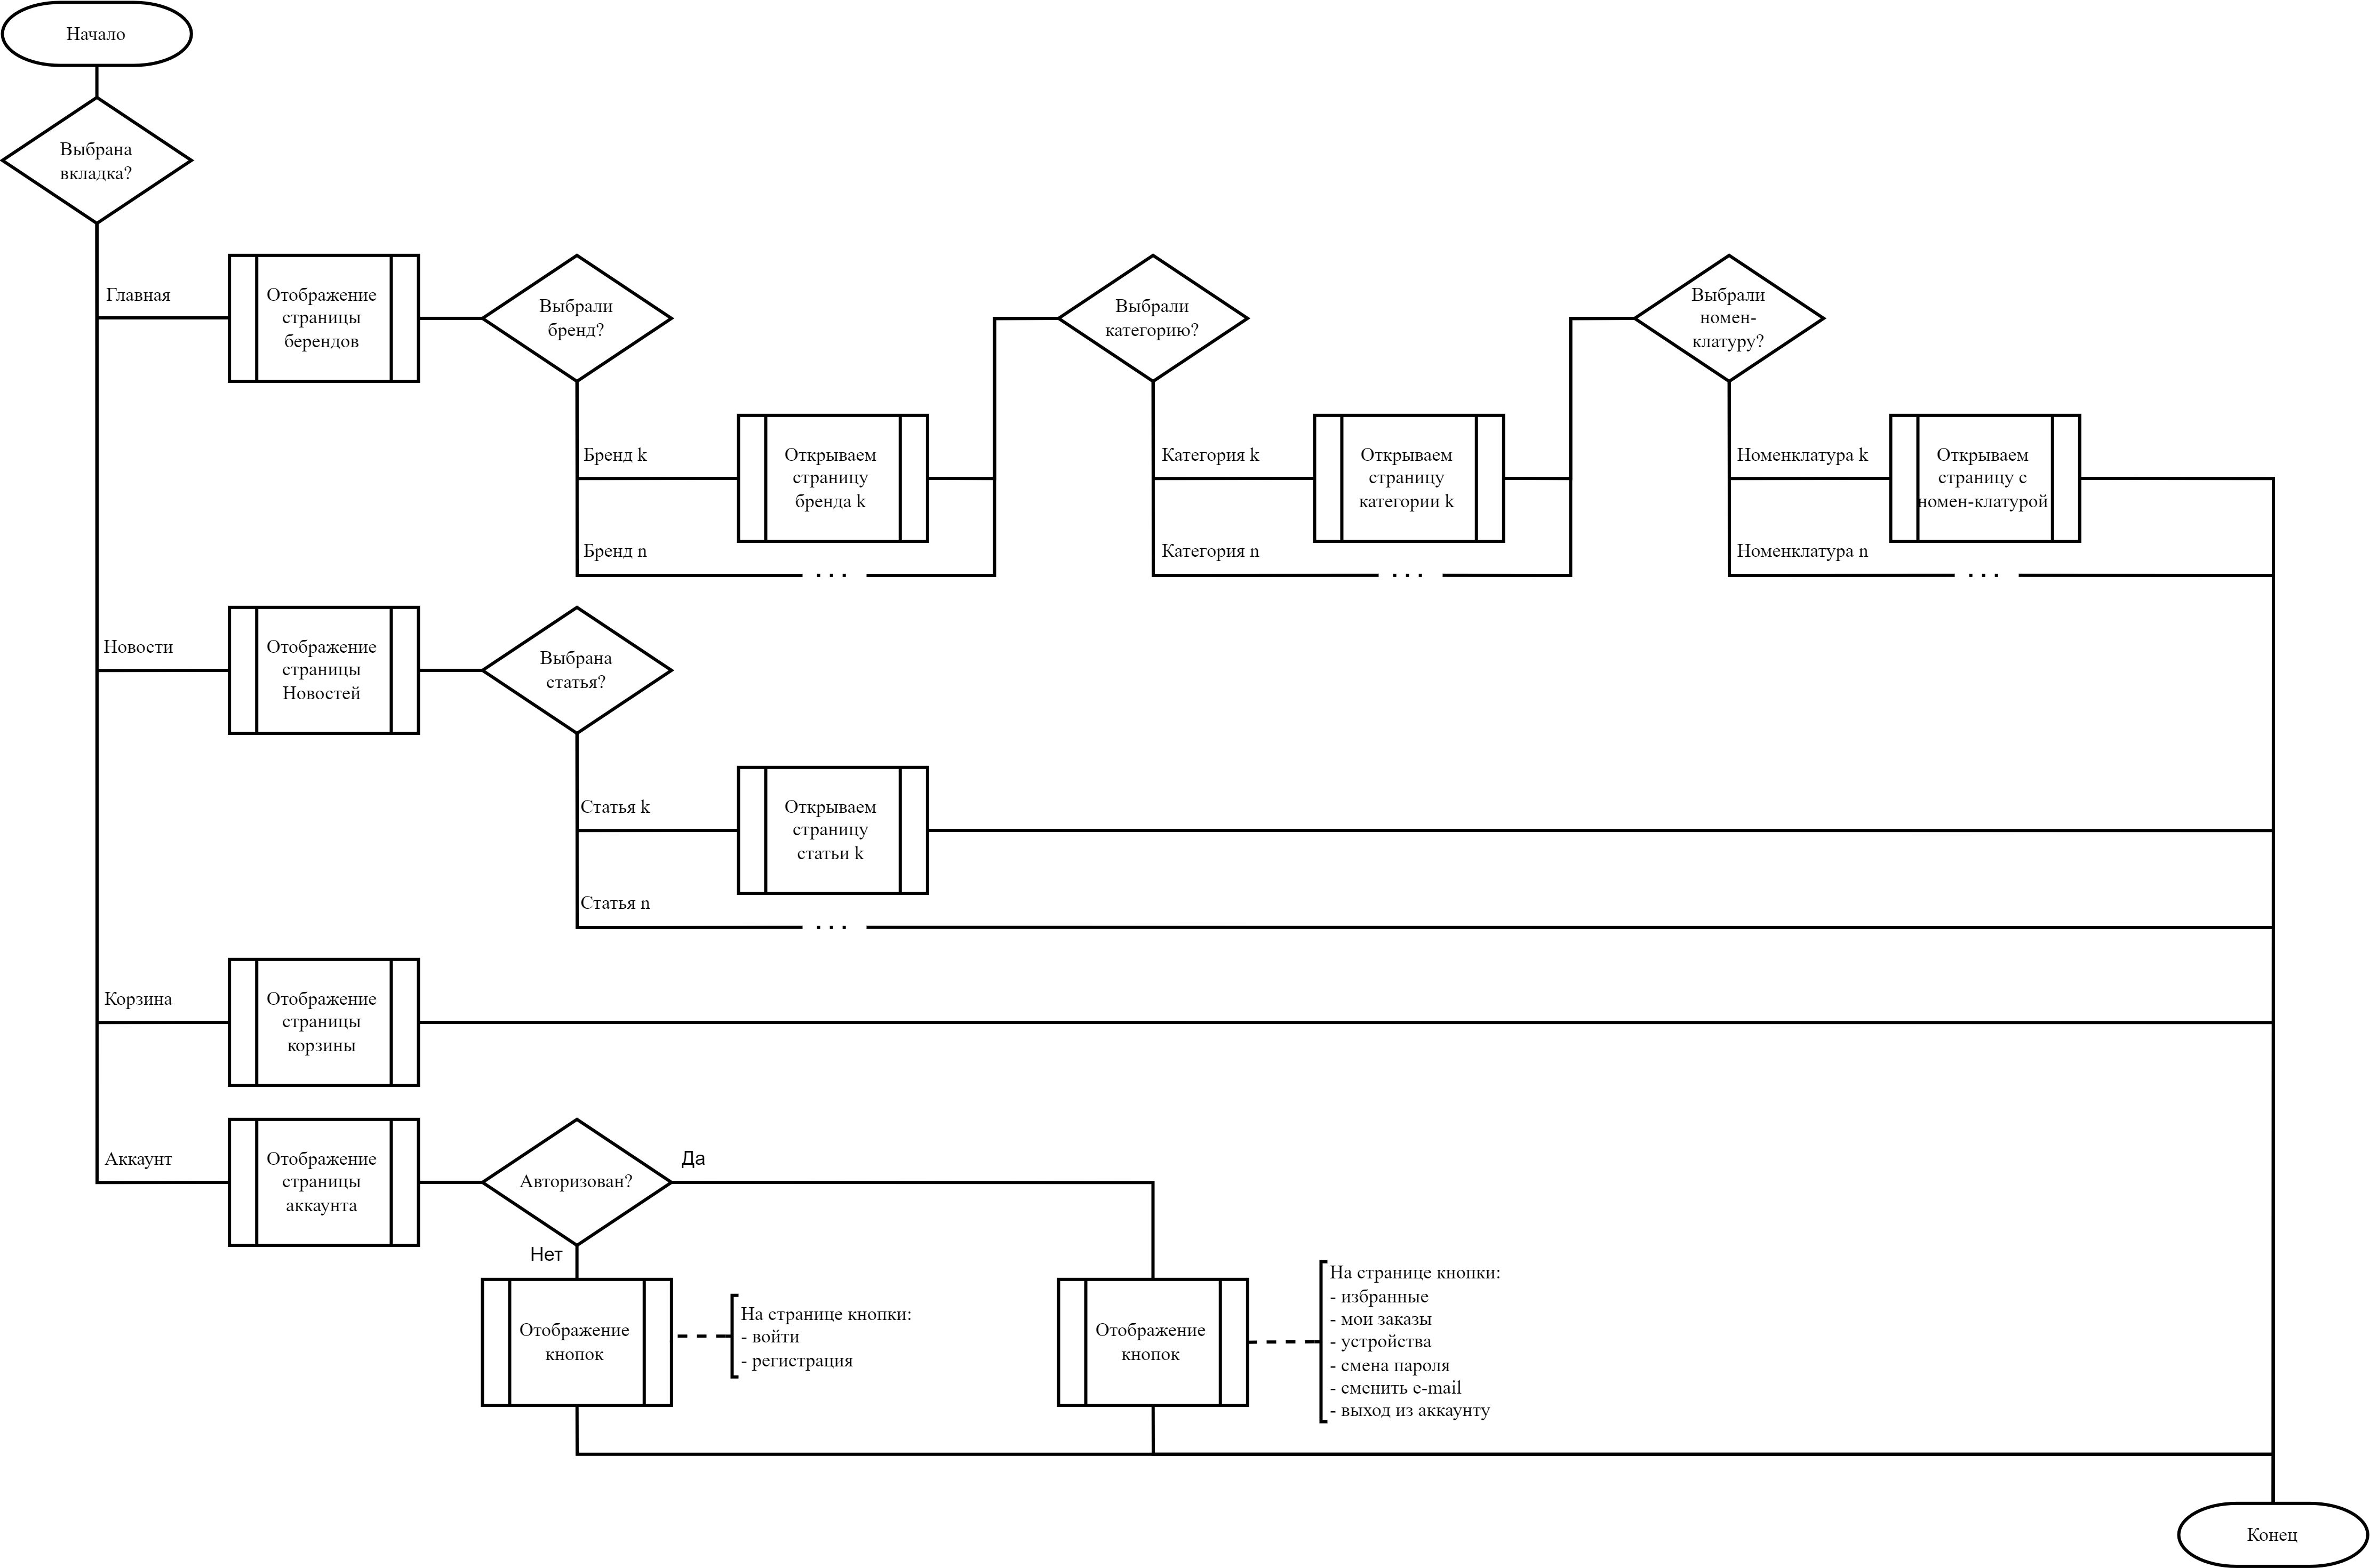 Начало
Выбрана
вкладка?
Главная
Отображение
страницы
берендов
Выбрали
бренд?
Бренд k
Открываем
страницу
бренда k
Бренд n
. . .
Выбрали
категорию?
Категория k
Открываем
страницу
категории k
Категория n
. . .
Выбрали
номен-
клатуру?
Номенклатура k
Открываем
страницу с
номен-клатурой
Номенклатура n
. . .
Новости
Отображение
страницы
Новостей
Выбрана
статья?
Статья k
Открываем
страницу
статьи k
Статья n
. . .
Корзина
Отображение
страницы
корзины
Аккаунт
Отображение
страницы
аккаунта
Авторизован?
Да
Нет
Отображение
кнопок
На странице кнопки:
- войти
- регистрация
Отображение
кнопок
На странице кнопки:
- избранные
- мои заказы
- устройства
- смена пароля
- сменить e-mail
- выход из аккаунту
Конец